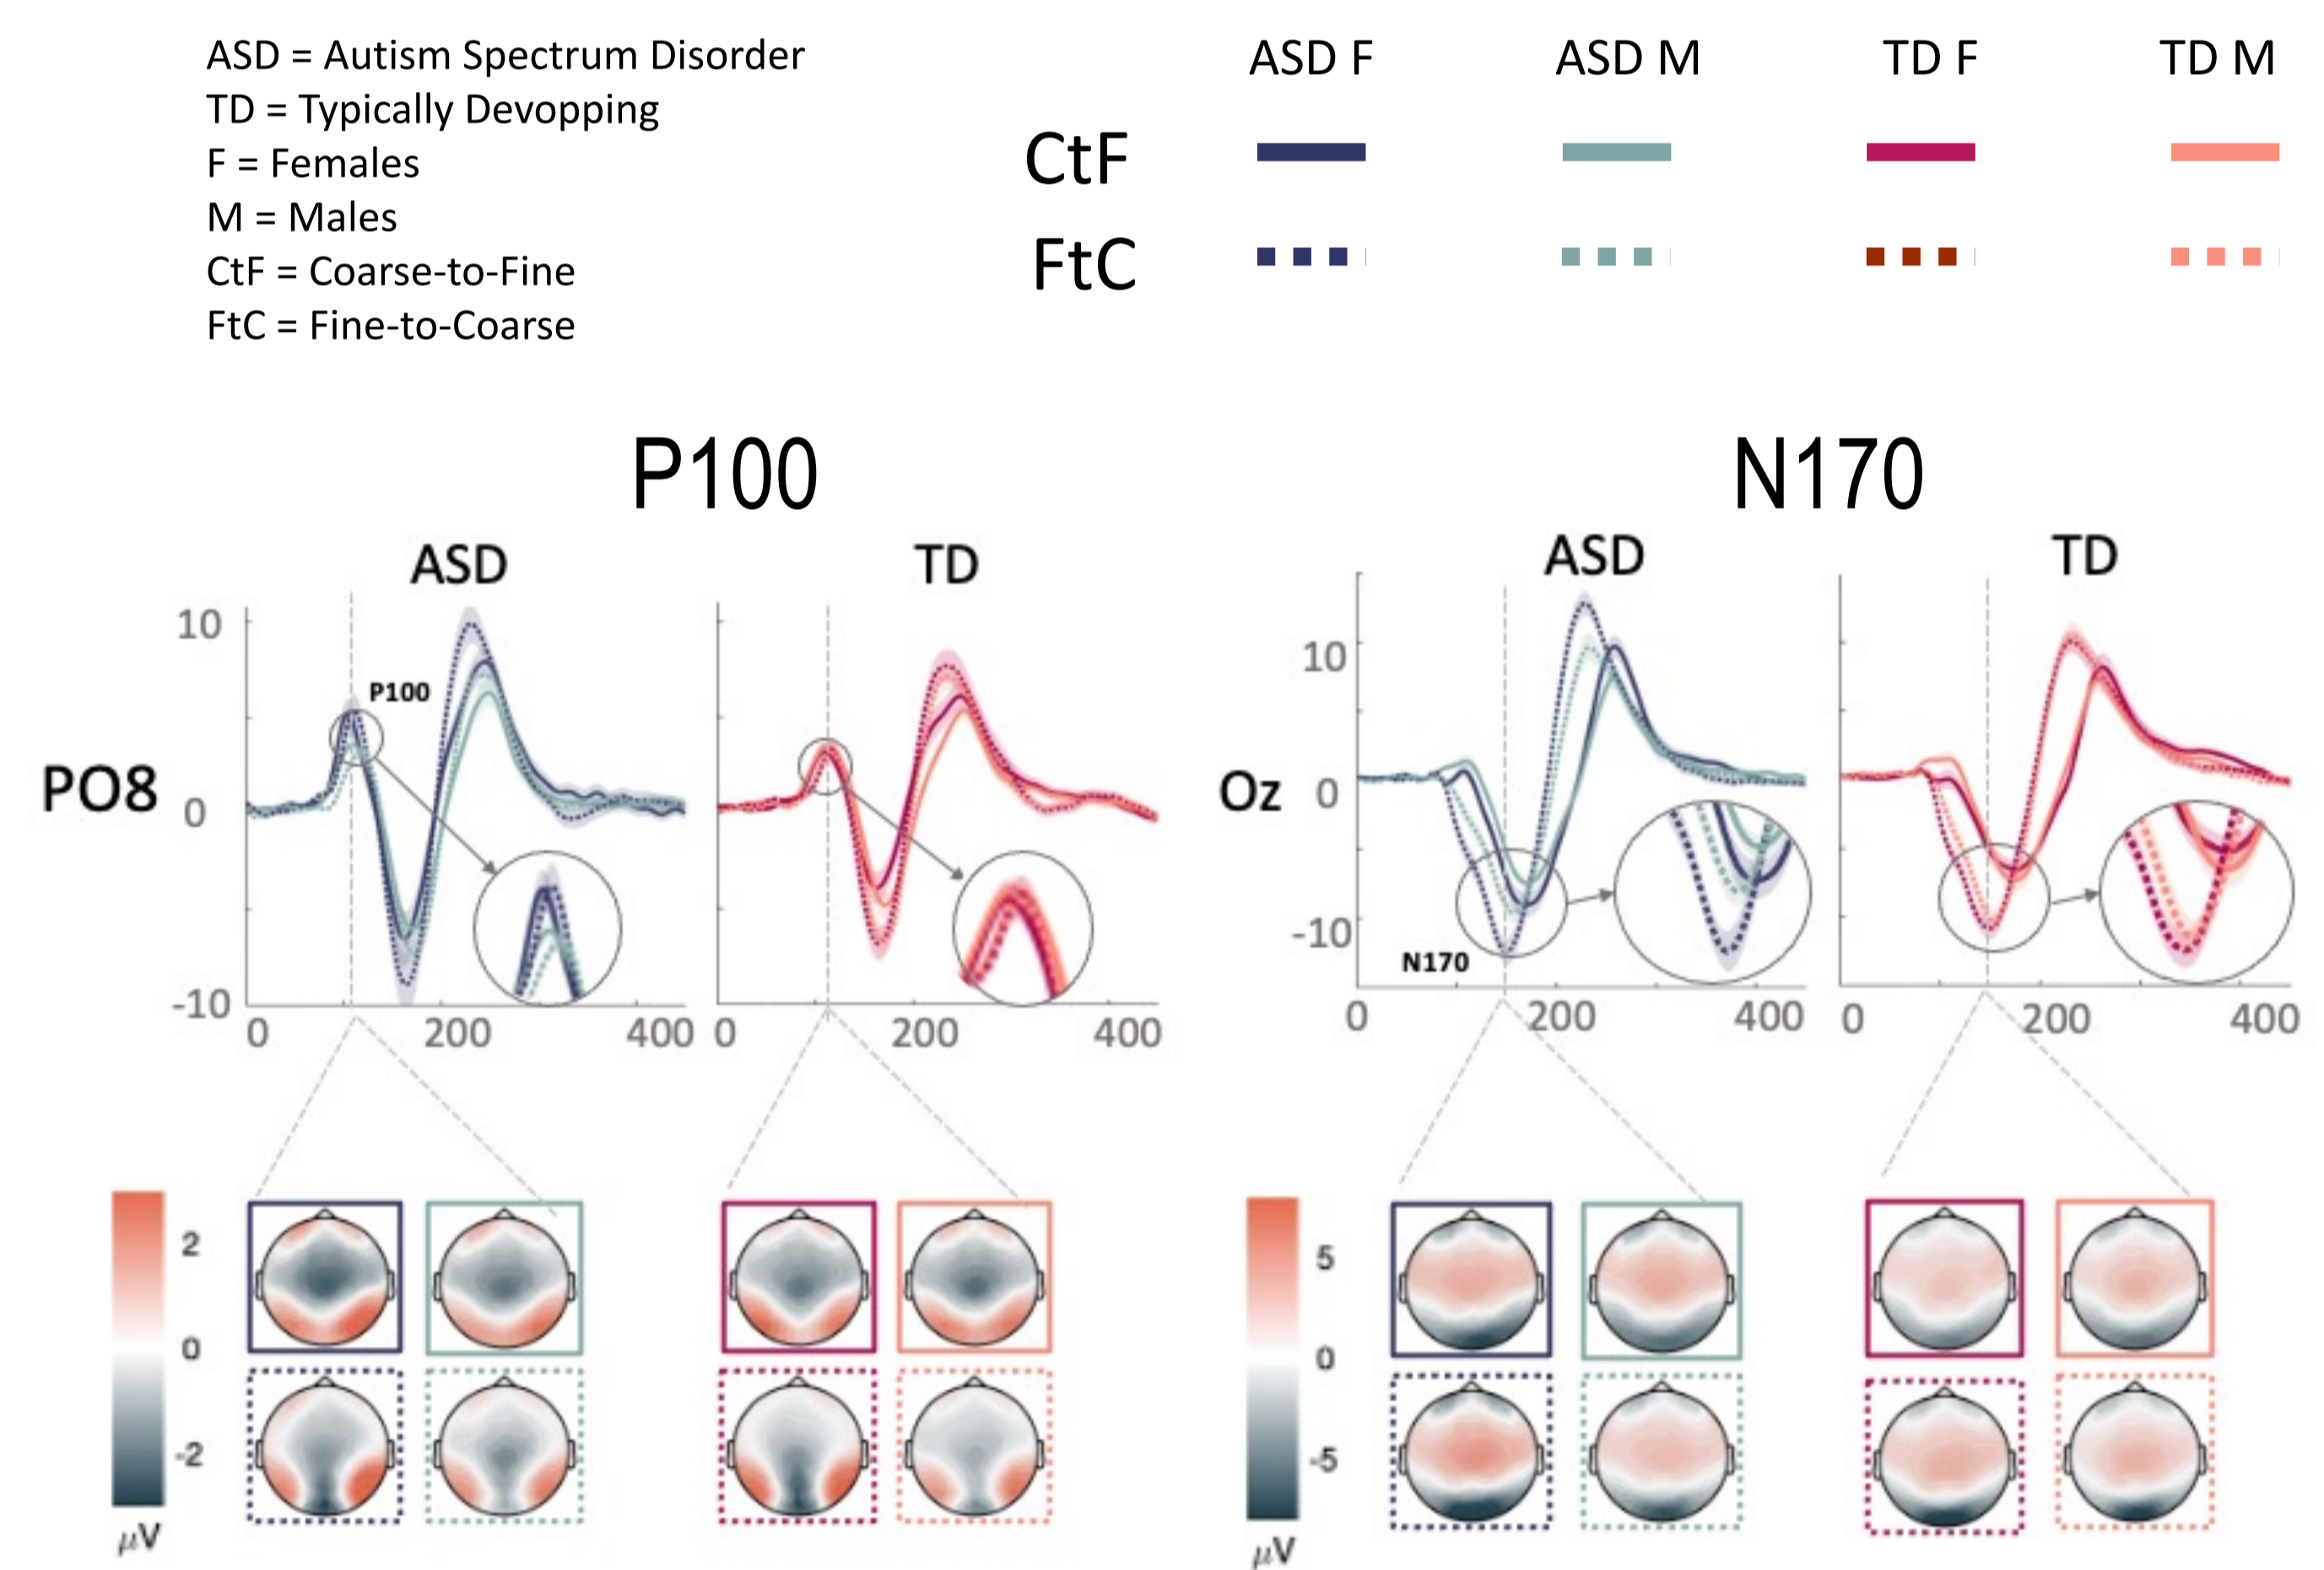 ASD = Autism Spectrum Disorder
TD = Typically Devopping
F = Females
M = Males
CtF = Coarse-to-Fine
FtC = Fine-to-Coarse
ASD F ASD M TD F TD M
CtF
FtC
P100 N170
ASD TD ASD TD
PO8
10
0
-10
P100
0 200 400
0 200 400
Oz
10
0
-10
N170
0 200 400
0 200 400
2
0
-2
µV
5
0
-5
µV